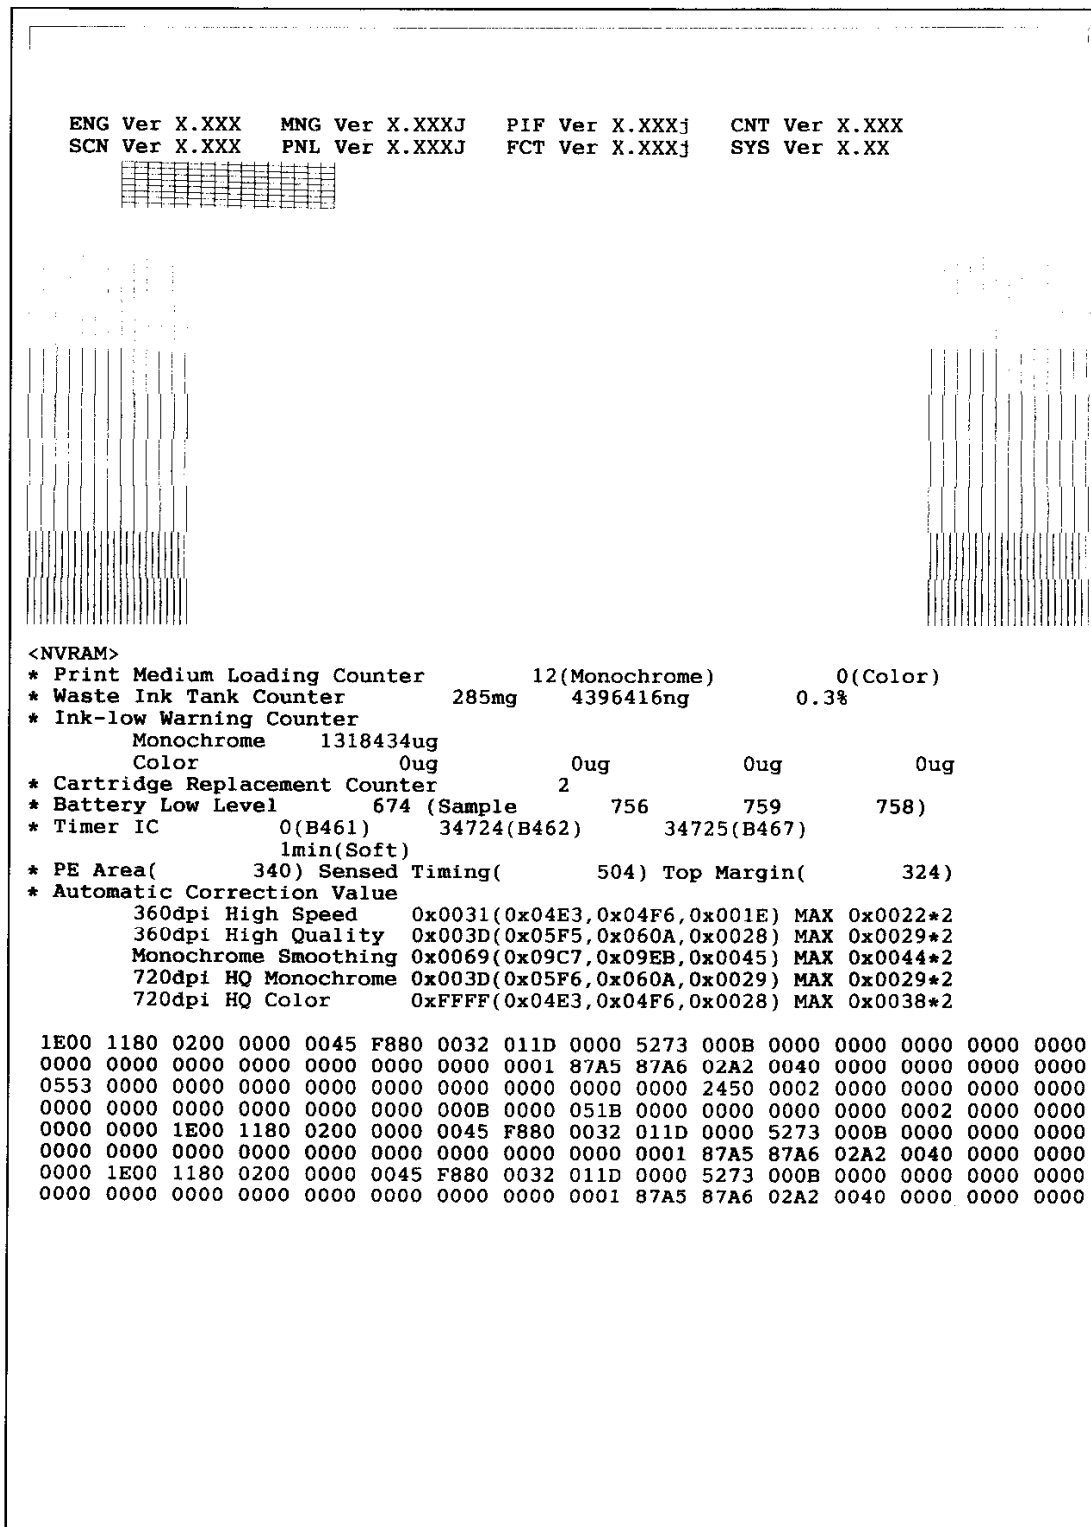 ENG Ver X.XXX MNG Ver X.XXXJ PIF Ver X.XXXj CNT Ver X.XXX
SCN Ver X.XXX PNL Ver X.XXXJ FCT Ver X.XXXj SYS Ver X.XX
<NVRAM>
* Print Medium Loading Counter 12(Monochrome) 0(Color)
* Waste Ink Tank Counter 285mg 4396416ng 0.3%
* Ink-low Warning Counter
Monochrome 1318434ug
Color 0ug 0ug 0ug 0ug
* Cartridge Replacement Counter 2
* Battery Low Level 674 (Sample 756 759 758)
* Timer IC 0(B461) 34724(B462) 34725(B467)
1min(Soft)
* PE Area( 340) Sensed Timing( 504) Top Margin( 324)
* Automatic Correction Value
360dpi High Speed 0x0031(0x04E3,0x04F6,0x001E) MAX 0x0022*2
360dpi High Quality 0x003D(0x05F5,0x060A,0x0028) MAX 0x0029*2
Monochrome Smoothing 0x0069(0x09C7,0x09EB,0x0045) MAX 0x0044*2
720dpi HQ Monochrome 0x003D(0x05F6,0x060A,0x0029) MAX 0x0029*2
720dpi HQ Color 0xFFFF(0x04E3,0x04F6,0x0028) MAX 0x0038*2
1E00 1180 0200 0000 0045 F880 0032 011D 0000 5273 000B 0000 0000 0000 0000 0000
0000 0000 0000 0000 0000 0000 0000 0001 87A5 87A6 02A2 0040 0000 0000 0000 0000
0553 0000 0000 0000 0000 0000 0000 0000 0000 0000 2450 0002 0000 0000 0000 0000
0000 0000 0000 0000 0000 0000 000B 0000 051B 0000 0000 0000 0000 0002 0000 0000
0000 0000 1E00 1180 0200 0000 0045 F880 0032 011D 0000 5273 000B 0000 0000 0000
0000 0000 0000 0000 0000 0000 0000 0000 0000 0001 87A5 87A6 02A2 0040 0000 0000
0000 1E00 1180 0200 0000 0045 F880 0032 011D 0000 5273 000B 0000 0000 0000 0000
0000 0000 0000 0000 0000 0000 0000 0000 0001 87A5 87A6 02A2 0040 0000 0000 0000